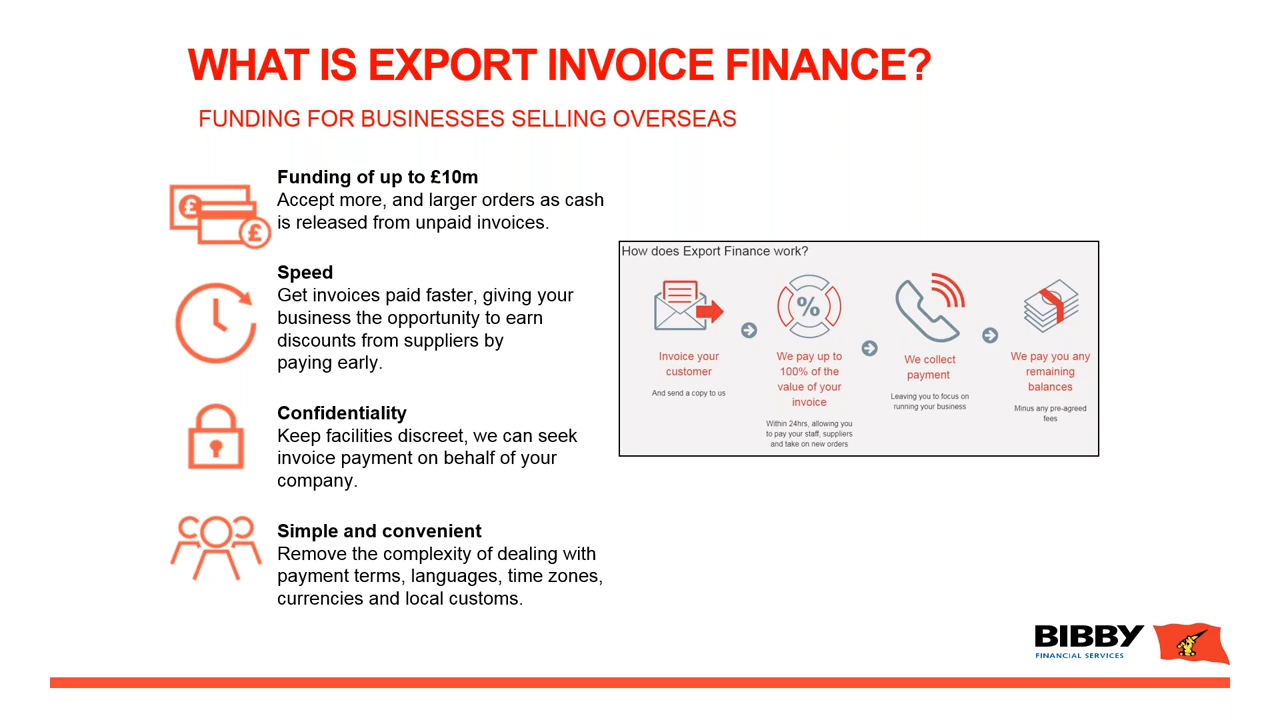 WHAT IS EXPORT INVOICE FINANCE?
FUNDING FOR BUSINESSES SELLING OVERSEAS
Funding of up to £10m
Accept more, and larger orders as cash
is released from unpaid invoices.
£
£
Speed
Get invoices paid faster, giving your
business the opportunity to earn
discounts from suppliers by
paying early.
Confidentiality
Keep facilities discreet, we can seek
invoice payment on behalf of your
company.
Simple and convenient
Remove the complexity of dealing with
payment terms, languages, time zones,
currencies and local customs.
How does Export Finance work?
Invoice your
customer
And send a copy to us
%
We pay up to
100% of the
value of your
invoice
Within 24hrs, allowing you
to pay your staff, suppliers
and take on new orders
We collect
payment
Leaving you to focus on
running your business
We pay you any
remaining
balances
Minus any pre-agreed
fees
BIBBY
FINANCIAL SERVICES